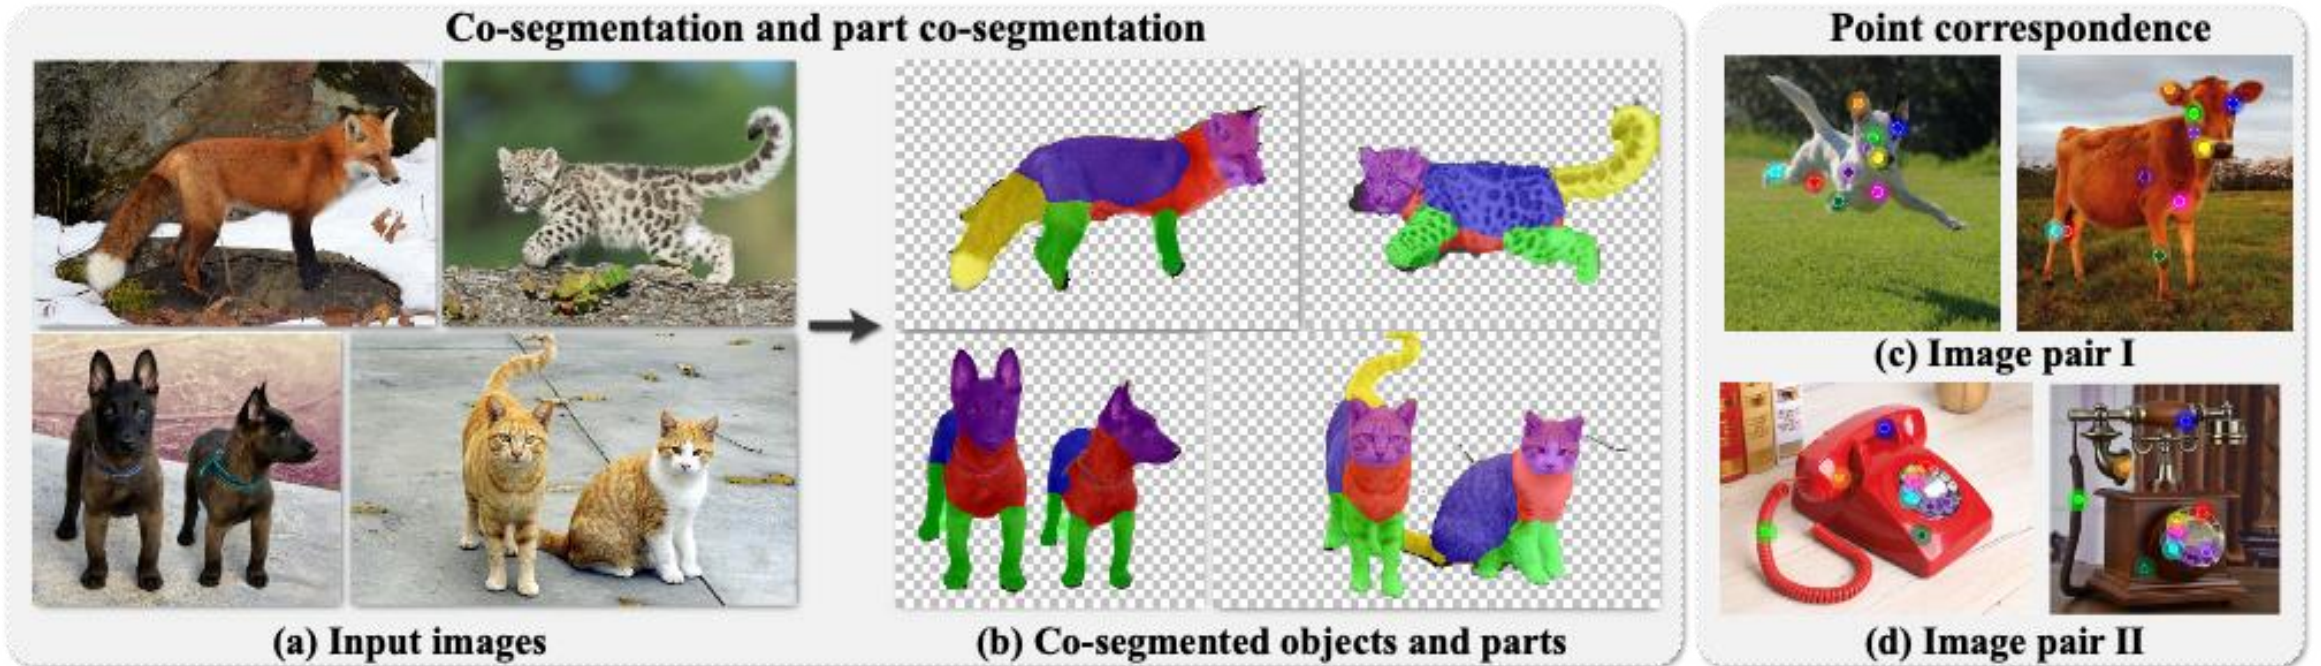 Co-segmentation and part co-segmentation
Point correspondence
(a) Input images
(b) Co-segmented objects and parts
(c) Image pair I
(d) Image pair II